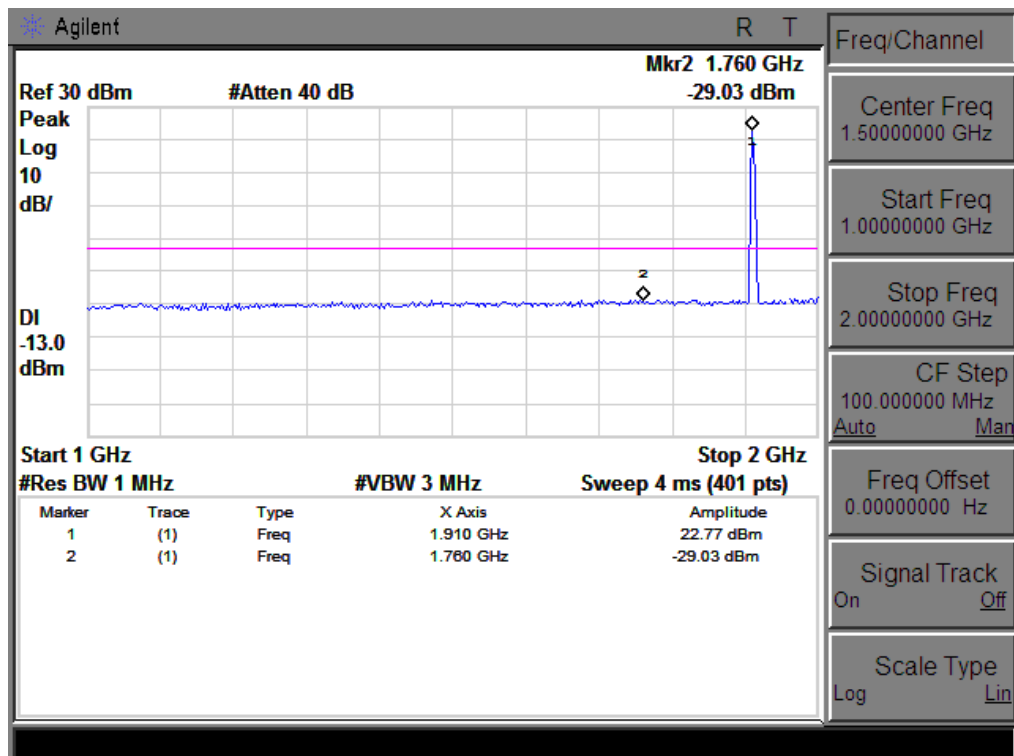 Agilent R T
Mkr2 1.760 GHz
Ref 30 dBm #Atten 40 dB -29.03 dBm
Peak
Log
10
dB/
1
2
DI
-13.0
dBm
Start 1 GHz Stop 2 GHz
#Res BW 1 MHz #VBW 3 MHz Sweep 4 ms (401 pts)
Marker Trace Type X Axis Amplitude
1 (1) Freq 1.910 GHz 22.77 dBm
2 (1) Freq 1.760 GHz -29.03 dBm
Freq/Channel
Center Freq
1.50000000 GHz
Start Freq
1.00000000 GHz
Stop Freq
2.00000000 GHz
CF Step
100.000000 MHz
Auto Man
Freq Offset
0.00000000 Hz
Signal Track
On Off
Scale Type
Log Lin